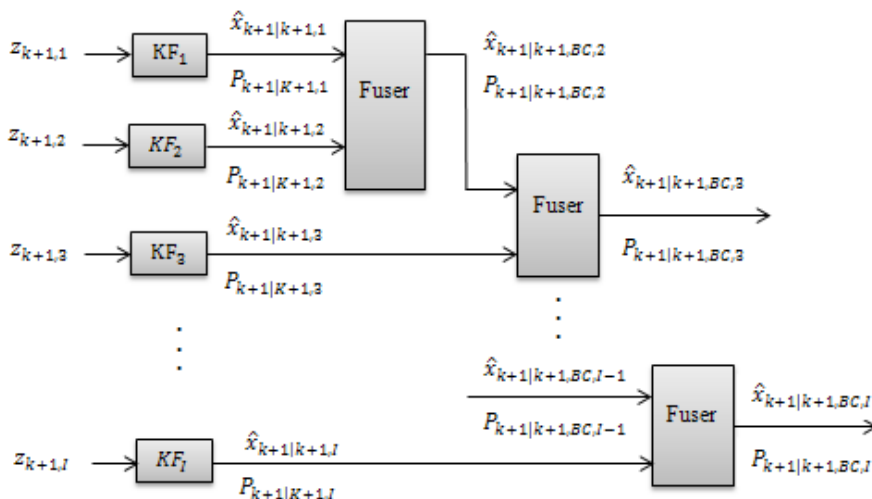 z_{k+1,1}
KF_1
x̂_{k+1|k+1,1}
P_{k+1|K+1,1}
Fuser
x̂_{k+1|k+1,BC,2}
P_{k+1|k+1,BC,2}
z_{k+1,2}
KF_2
x̂_{k+1|k+1,2}
P_{k+1|K+1,2}
Fuser
x̂_{k+1|k+1,BC,3}
P_{k+1|k+1,BC,3}
z_{k+1,3}
KF_3
x̂_{k+1|k+1,3}
P_{k+1|K+1,3}
⋮
⋮
⋮
x̂_{k+1|k+1,BC,l-1}
P_{k+1|k+1,BC,l-1}
Fuser
x̂_{k+1|k+1,BC,l}
P_{k+1|k+1,BC,l}
z_{k+1,l}
KF_l
x̂_{k+1|k+1,l}
P_{k+1|K+1,l}